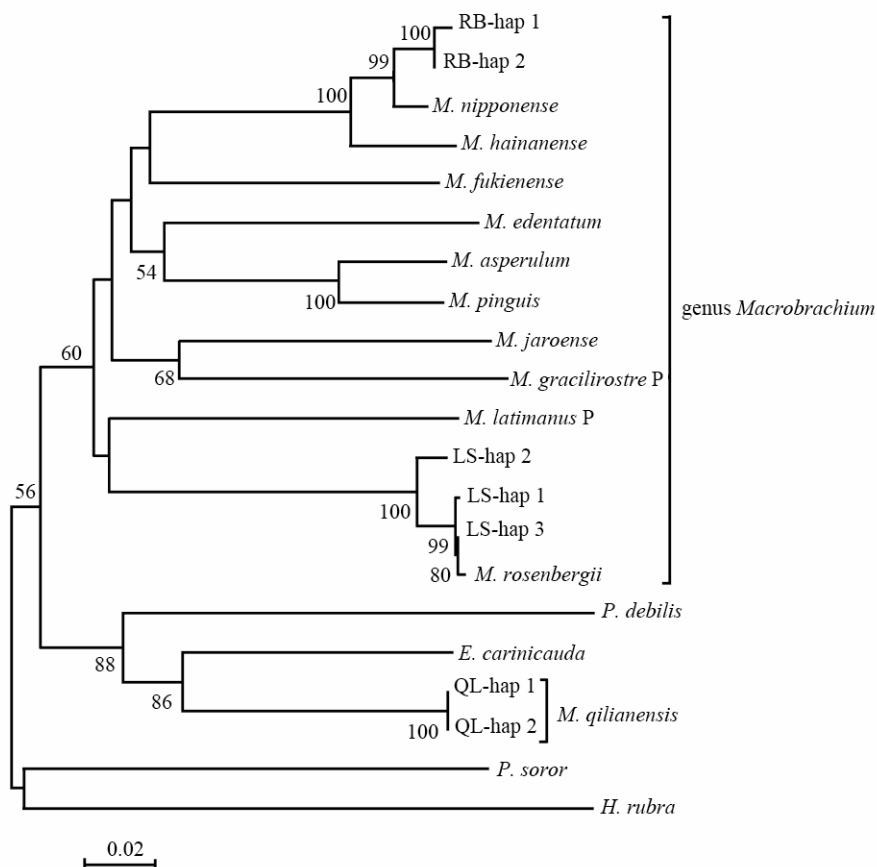 RB-hap 1
100
RB-hap 2
99
M. nipponense
100
M. hainanense
M. fukienense
M. edentatum
54
M. asperulum
100
M. pinguis
genus Macrobrachium
M. jaroense
60
68
M. gracilirostre P
M. latimanus P
LS-hap 2
56
100
LS-hap 1
LS-hap 3
99
80
M. rosenbergii
P. debilis
88
E. carinicauda
86
QL-hap 1
M. qilianensis
100
QL-hap 2
P. soror
H. rubra
0.02